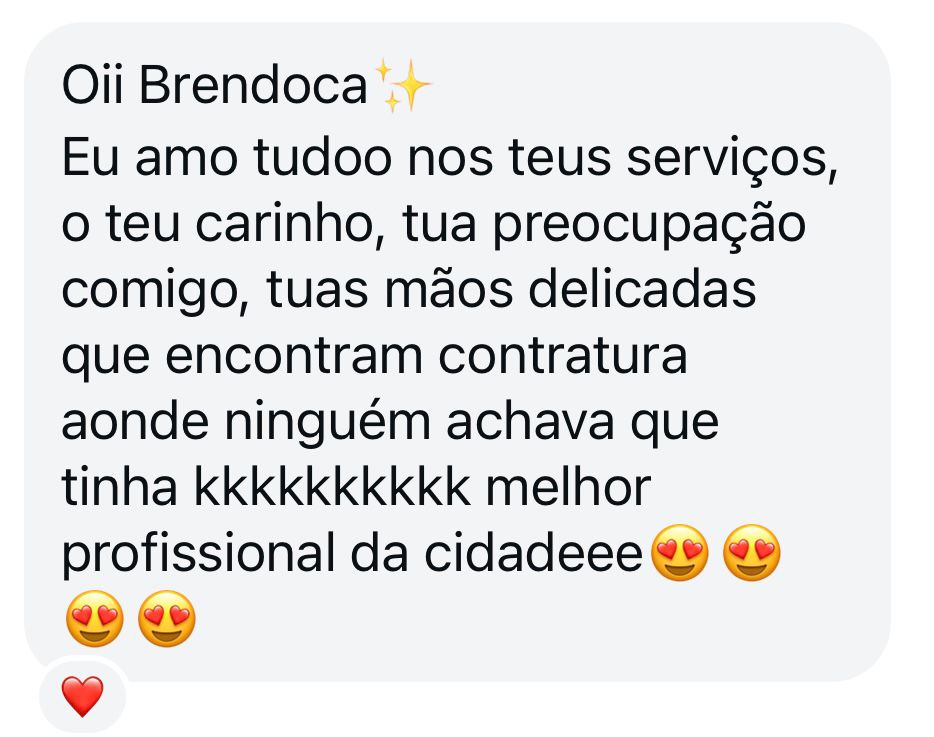 Oii Brendoca✨
Eu amo tudoo nos teus serviços,
o teu carinho, tua preocupação
comigo, tuas mãos delicadas
que encontram contratura
aonde ninguém achava que
tinha kkkkkkkkkk melhor
profissional da cidadeee😍😍
😍😍
❤️